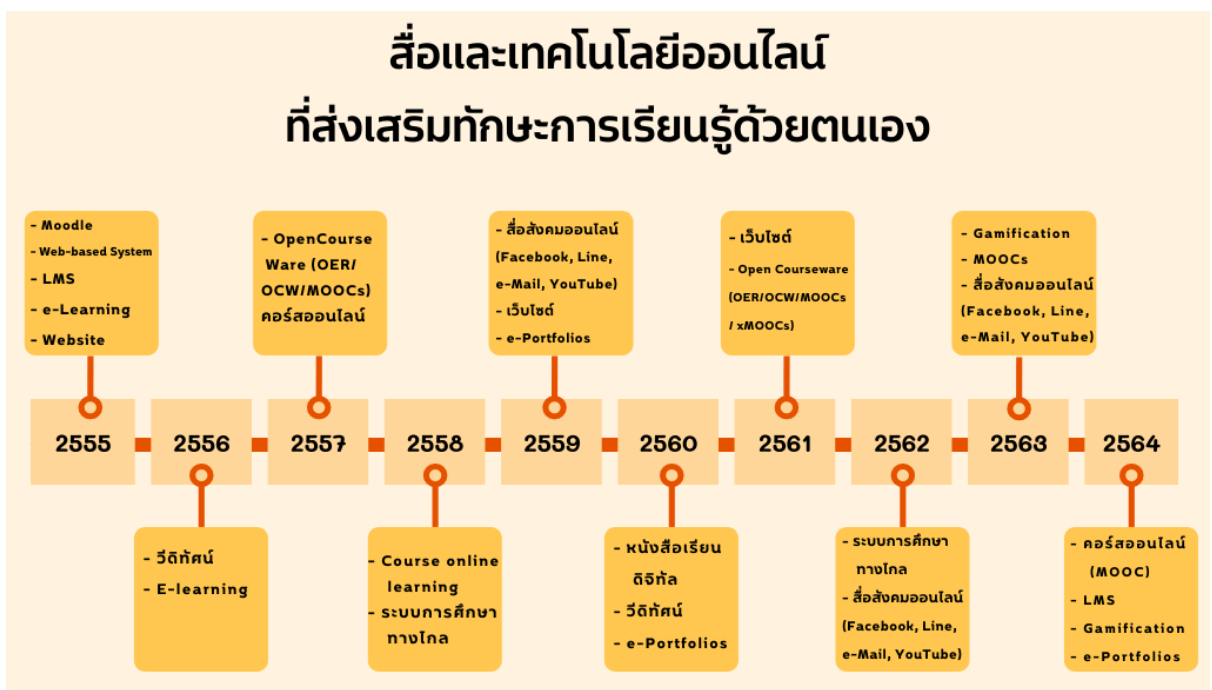 สื่อและเทคโนโลยีออนไลน์
ที่ส่งเสริมทักษะการเรียนรู้ด้วยตนเอง
- Moodle
- Web-based System
- LMS
- e-Learning
- Website
- OpenCourse
Ware (OER/
OCW/MOOCs)
คอร์สออนไลน์
- สื่อสังคมออนไลน์
(Facebook, Line,
e-Mail, YouTube)
- เว็บไซต์
- e-Portfolios
- เว็บไซต์
- Open Courseware
(OER/OCW/MOOCs
/ xMOOCs)
- Gamification
- MOOCs
- สื่อสังคมออนไลน์
(Facebook, Line,
e-Mail, YouTube)
2555 2556 2557 2558 2559 2560 2561 2562 2563 2564
- วีดิทัศน์
- E-learning
- Course online
learning
- ระบบการศึกษา
ทางไกล
- หนังสือเรียน
ดิจิทัล
- วีดิทัศน์
- e-Portfolios
- ระบบการศึกษา
ทางไกล
- สื่อสังคมออนไลน์
(Facebook, Line,
e-Mail, YouTube)
- คอร์สออนไลน์
(MOOC)
- LMS
- Gamification
- e-Portfolios